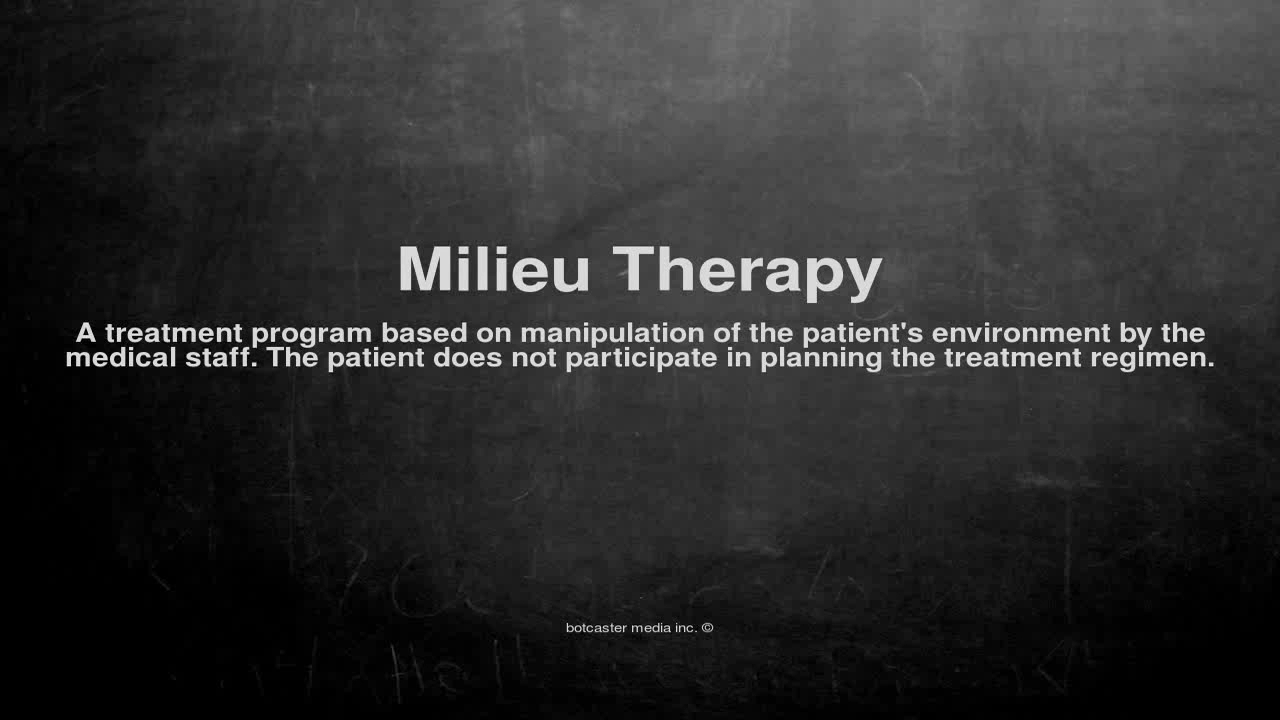 Milieu Therapy
A treatment program based on manipulation of the patient's environment by the
medical staff. The patient does not participate in planning the treatment regimen.
botcaster media inc. ©